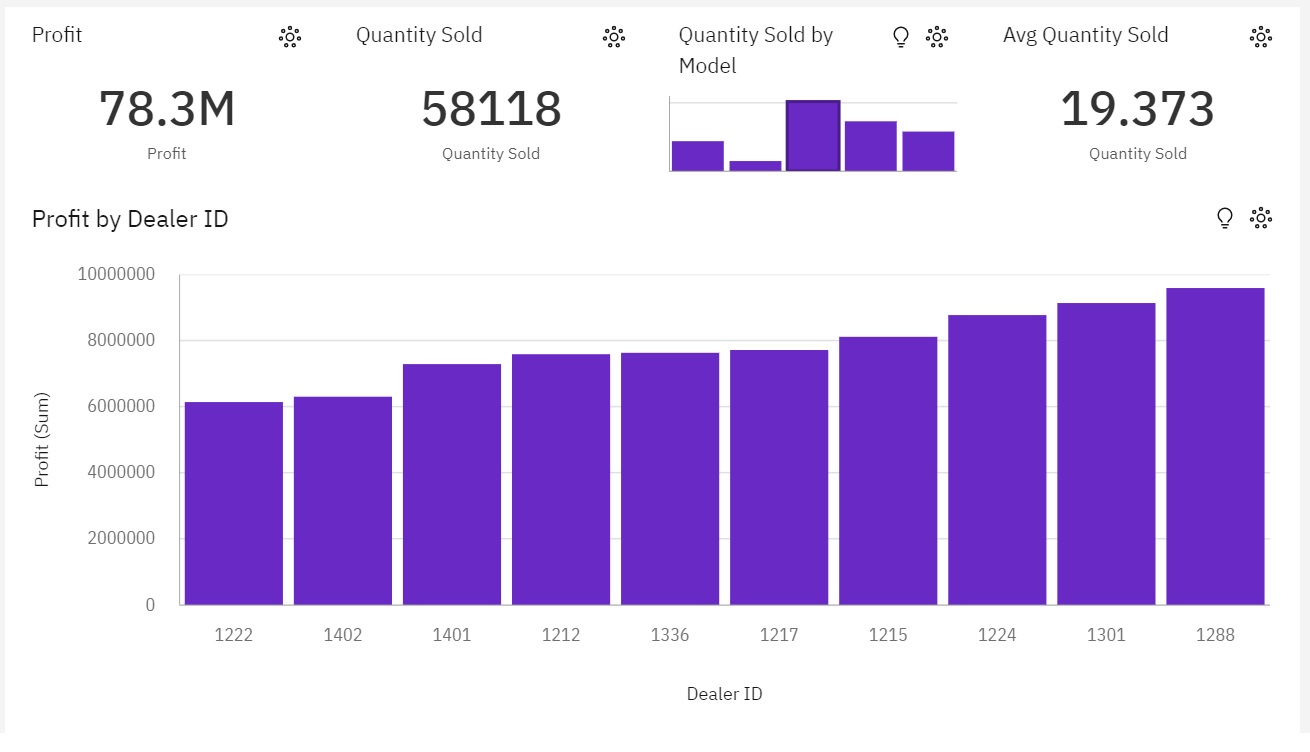 Profit
78.3M
Profit
Quantity Sold
58118
Quantity Sold
Quantity Sold by
Model
Avg Quantity Sold
19.373
Quantity Sold
Profit by Dealer ID
Profit (Sum)
10000000
8000000
6000000
4000000
2000000
0
1222 1402 1401 1212 1336 1217 1215 1224 1301 1288
Dealer ID